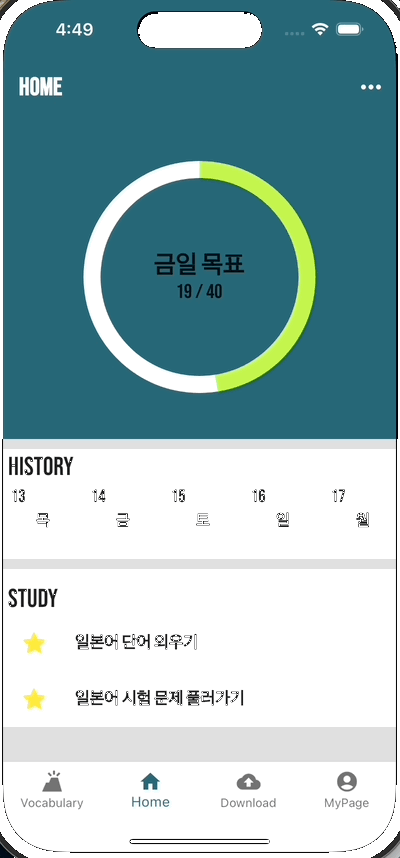 4:49
HOME
금일 목표
19 / 40
HISTORY
13 14 15 16 17
목 금 토 일 월
STUDY
일본어 단어 외우기
일본어 시험 문제 풀러가기
Vocabulary Home Download MyPage